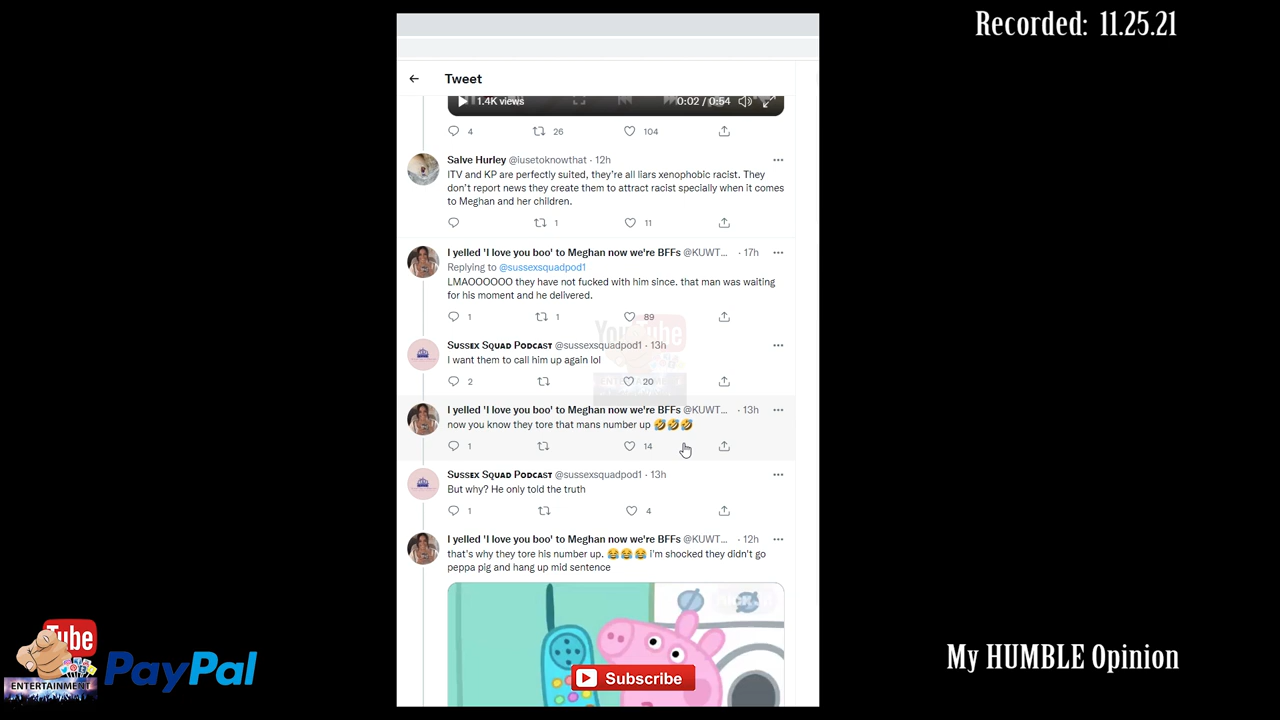 Recorded: 11.25.21
Tweet
1.4K views
0:02 / 0:54
4 26 104
Salve Hurley @iusetoknowthat · 12h
ITV and KP are perfectly suited, they're all liars xenophobic racist. They
don't report news they create them to attract racist specially when it comes
to Meghan and her children.
1 11
I yelled 'I love you boo' to Meghan now we're BFFs @KUWT... · 17h
Replying to @sussexsquadpod1
LMAOOOOOO they have not fucked with him since. that man was waiting
for his moment and he delivered.
1 1 89
YouTube
Sussex Squad Podcast @sussexsquadpod1 · 13h
I want them to call him up again lol
2 20
I yelled 'I love you boo' to Meghan now we're BFFs @KUWT... · 13h
now you know they tore that mans number up 🤣🤣🤣
1 14
Sussex Squad Podcast @sussexsquadpod1 · 13h
But why? He only told the truth
1 4
I yelled 'I love you boo' to Meghan now we're BFFs @KUWT... · 12h
that's why they tore his number up. 😂😂😂 i'm shocked they didn't go
peppa pig and hang up mid sentence
Subscribe
Tube
ENTERTAINMENT
PayPal
My HUMBLE Opinion